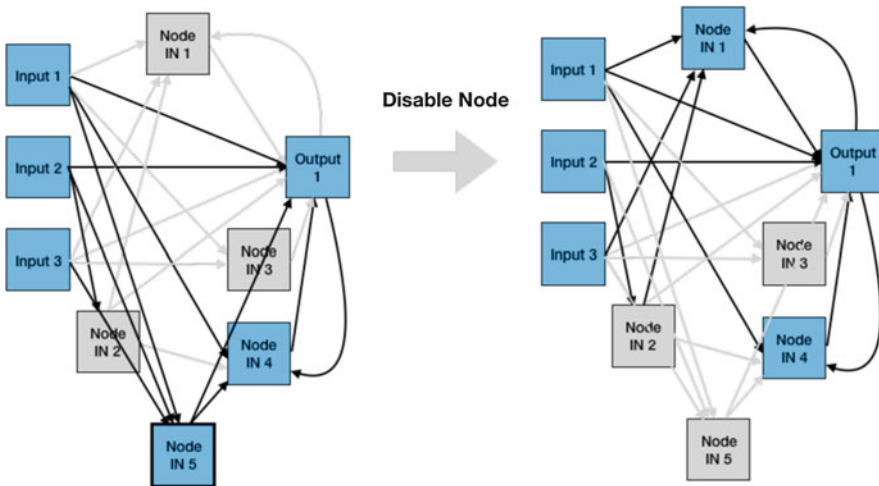 Node
IN 1
Input 1
Input 2
Output
1
Input 3
Node
IN 3
Node
IN 2
Node
IN 4
Node
IN 5
Disable Node
Node
IN 1
Input 1
Input 2
Output
1
Input 3
Node
IN 3
Node
IN 2
Node
IN 4
Node
IN 5